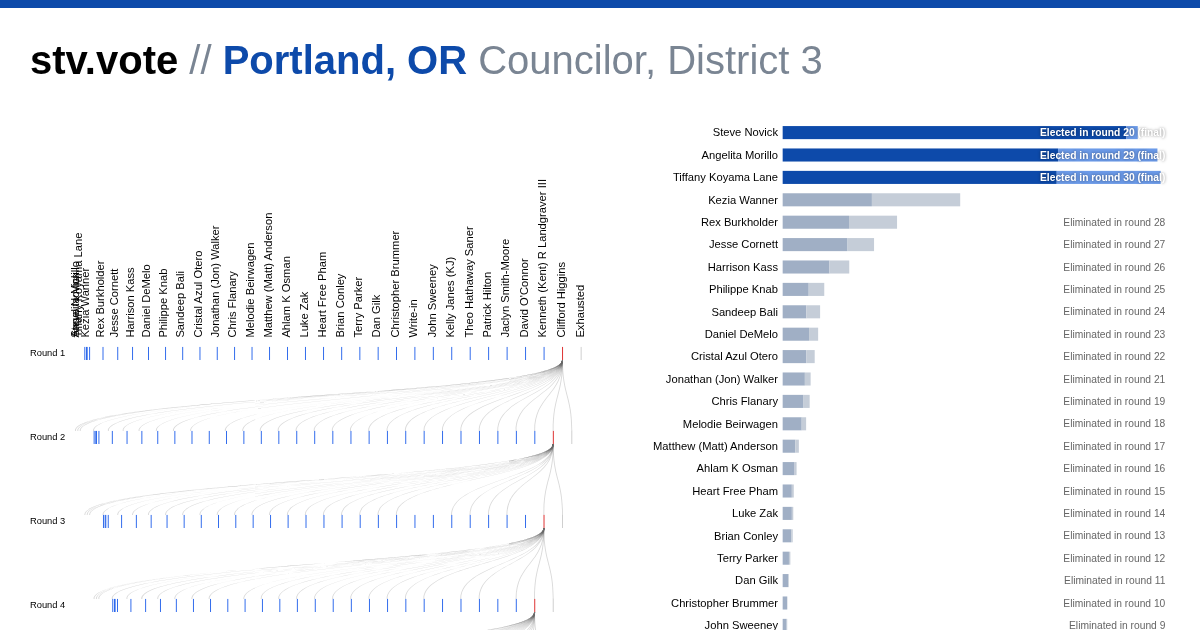 stv.vote // Portland, OR Councilor, District 3
Tiffany Koyama Lane
Angelita Morillo
Kezia Wanner
Rex Burkholder
Jesse Cornett
Harrison Kass
Daniel DeMelo
Philippe Knab
Sandeep Bali
Cristal Azul Otero
Jonathan (Jon) Walker
Chris Flanary
Melodie Beirwagen
Matthew (Matt) Anderson
Ahlam K Osman
Luke Zak
Heart Free Pham
Brian Conley
Terry Parker
Dan Gilk
Christopher Brummer
Write-in
John Sweeney
Kelly Janes (KJ)
Theo Hathaway Saner
Patrick Hilton
Jaclyn Smith-Moore
David O'Connor
Kenneth (Kent) R Landgraver III
Clifford Higgins
Exhausted
Round 1
Round 2
Round 3
Round 4
Steve Novick Elected in round 20 (final)
Angelita Morillo Elected in round 29 (final)
Tiffany Koyama Lane Elected in round 30 (final)
Kezia Wanner
Rex Burkholder Eliminated in round 28
Jesse Cornett Eliminated in round 27
Harrison Kass Eliminated in round 26
Philippe Knab Eliminated in round 25
Sandeep Bali Eliminated in round 24
Daniel DeMelo Eliminated in round 23
Cristal Azul Otero Eliminated in round 22
Jonathan (Jon) Walker Eliminated in round 21
Chris Flanary Eliminated in round 19
Melodie Beirwagen Eliminated in round 18
Matthew (Matt) Anderson Eliminated in round 17
Ahlam K Osman Eliminated in round 16
Heart Free Pham Eliminated in round 15
Luke Zak Eliminated in round 14
Brian Conley Eliminated in round 13
Terry Parker Eliminated in round 12
Dan Gilk Eliminated in round 11
Christopher Brummer Eliminated in round 10
John Sweeney Eliminated in round 9